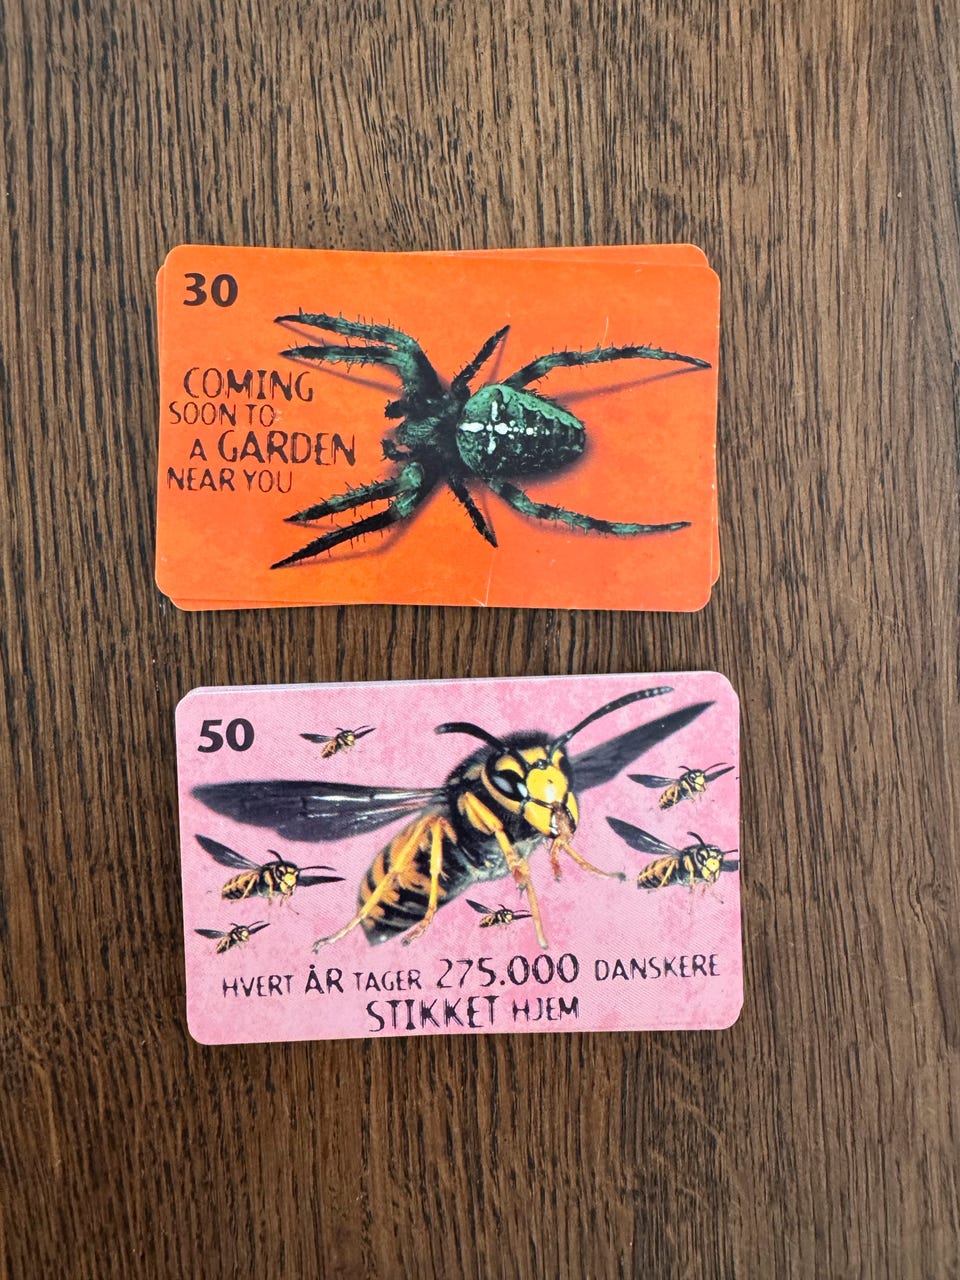 30
COMING
SOON TO
A GARDEN
NEAR YOU
50
HVERT ÅR TAGER 275.000 DANSKERE
STIKKET HJEM